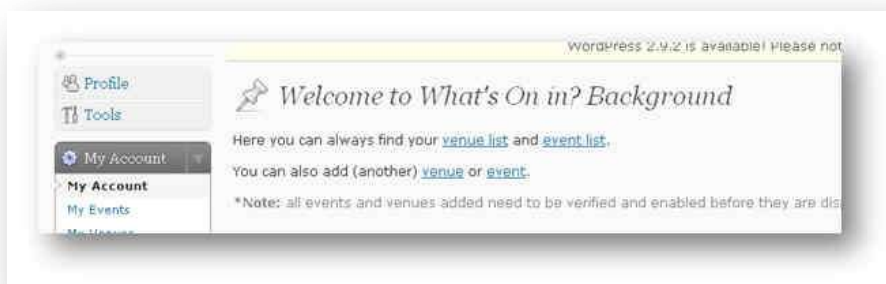 WordPress 2.9.2 is available! Please not
Profile
Tools
My Account
My Account
My Events
My Venues
Welcome to What's On in? Background
Here you can always find your venue list and event list.
You can also add (another) venue or event.
*Note: all events and venues added need to be verified and enabled before they are dis